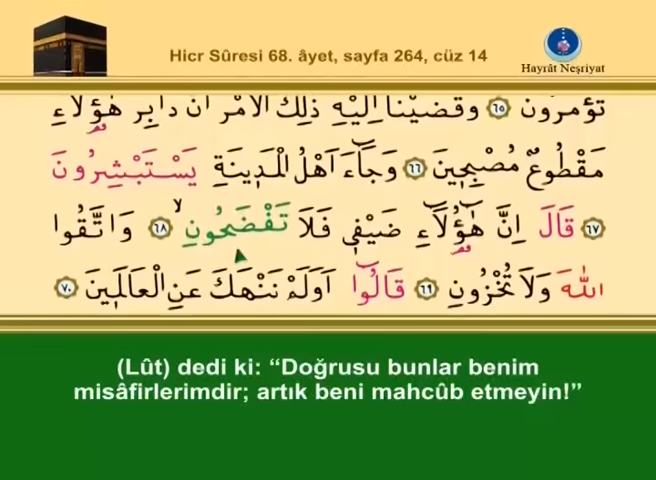 Hicr Sûresi 68. âyet, sayfa 264, cüz 14
Hayrât Neşriyat
تُؤْمَرُونَ ﴿٦٥﴾ وَقَضَيْنَٓا اِلَيْهِ ذٰلِكَ الْاَمْرَ اَنَّ دَابِرَ هٰٓؤُ۬لَٓاءِ
مَقْطُوعٌ مُصْبِح۪ينَ ﴿٦٦﴾ وَجَٓاءَ اَهْلُ الْمَد۪ينَةِ يَسْتَبْشِرُونَ
﴿٦٧﴾ قَالَ اِنَّ هٰٓؤُ۬لَٓاءِ ضَيْف۪ي فَلَا تَفْضَحُونِۙ ﴿٦٨﴾ وَاتَّقُوا
اللّٰهَ وَلَا تُخْزُونِ ﴿٦٩﴾ قَالُٓوا اَوَلَمْ نَنْهَكَ عَنِ الْعَالَم۪ينَ ﴿٧٠﴾
(Lût) dedi ki: “Doğrusu bunlar benim
misâfirlerimdir; artık beni mahcûb etmeyin!”